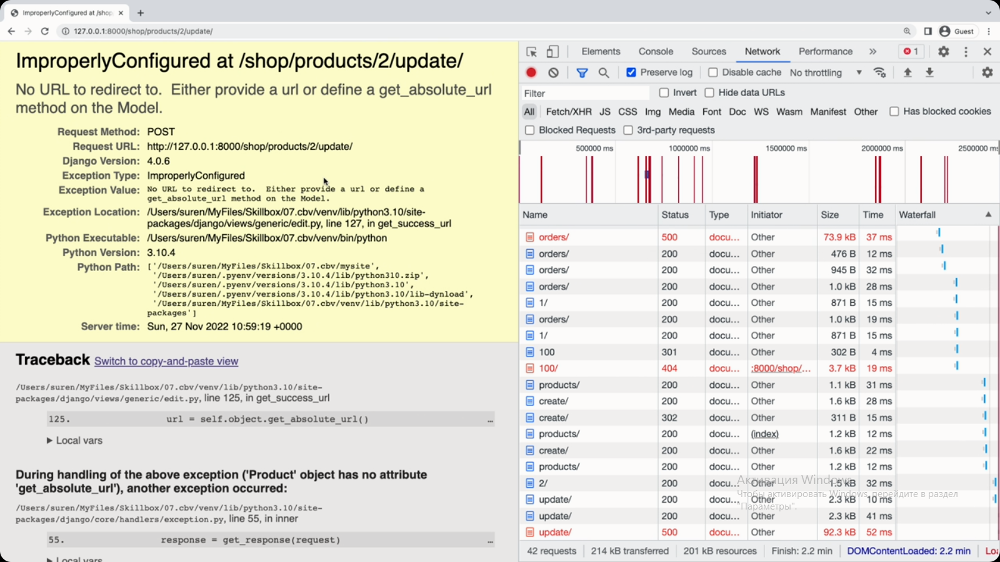 ImproperlyConfigured at /shop
127.0.0.1:8000/shop/products/2/update/
Guest
ImproperlyConfigured at /shop/products/2/update/
No URL to redirect to. Either provide a url or define a get_absolute_url
method on the Model.
Request Method: POST
Request URL: http://127.0.0.1:8000/shop/products/2/update/
Django Version: 4.0.6
Exception Type: ImproperlyConfigured
Exception Value: No URL to redirect to. Either provide a url or define a
get_absolute_url method on the Model.
Exception Location: /Users/suren/MyFiles/Skillbox/07.cbv/venv/lib/python3.10/site-
packages/django/views/generic/edit.py, line 127, in get_success_url
Python Executable: /Users/suren/MyFiles/Skillbox/07.cbv/venv/bin/python
Python Version: 3.10.4
Python Path: ['/Users/suren/MyFiles/Skillbox/07.cbv/mysite',
'/Users/suren/.pyenv/versions/3.10.4/lib/python310.zip',
'/Users/suren/.pyenv/versions/3.10.4/lib/python3.10',
'/Users/suren/.pyenv/versions/3.10.4/lib/python3.10/lib-dynload',
'/Users/suren/MyFiles/Skillbox/07.cbv/venv/lib/python3.10/site-
packages']
Server time: Sun, 27 Nov 2022 10:59:19 +0000
Traceback Switch to copy-and-paste view
/Users/suren/MyFiles/Skillbox/07.cbv/venv/lib/python3.10/site-
packages/django/views/generic/edit.py, line 125, in get_success_url
125. url = self.object.get_absolute_url() …
▶ Local vars
During handling of the above exception ('Product' object has no attribute
'get_absolute_url'), another exception occurred:
/Users/suren/MyFiles/Skillbox/07.cbv/venv/lib/python3.10/site-
packages/django/core/handlers/exception.py, line 55, in inner
55. response = get_response(request) …
▶ Local vars
Elements Console Sources Network Performance » 1
Preserve log Disable cache No throttling
Filter Invert Hide data URLs
All Fetch/XHR JS CSS Img Media Font Doc WS Wasm Manifest Other Has blocked cookies
Blocked Requests 3rd-party requests
500000 ms 1000000 ms 1500000 ms 2000000 ms 2500000 ms
Name Status Type Initiator Size Time Waterfall
orders/ 500 docu... Other 73.9 kB 37 ms
orders/ 200 docu... Other 476 B 12 ms
orders/ 200 docu... Other 945 B 32 ms
orders/ 200 docu... Other 1.0 kB 28 ms
1/ 200 docu... Other 871 B 15 ms
orders/ 200 docu... Other 1.0 kB 19 ms
1/ 200 docu... Other 871 B 15 ms
100 301 docu... Other 302 B 4 ms
100/ 404 docu... :8000/shop/... 3.7 kB 19 ms
products/ 200 docu... Other 1.1 kB 31 ms
create/ 200 docu... Other 1.6 kB 28 ms
create/ 302 docu... Other 311 B 15 ms
products/ 200 docu... (index) 1.2 kB 12 ms
create/ 200 docu... Other 1.6 kB 22 ms
products/ 200 docu... Other 1.2 kB 12 ms
2/ 200 docu... Other 1.5 kB 32 ms
update/ 200 docu... Other 2.3 kB 10 ms
update/ 200 docu... Other 2.3 kB 41 ms
update/ 500 docu... Other 92.3 kB 52 ms
Активация Windows
Чтобы активировать Windows, перейдите в раздел
"Параметры".
42 requests 214 kB transferred 201 kB resources Finish: 2.2 min DOMContentLoaded: 2.2 min Loa